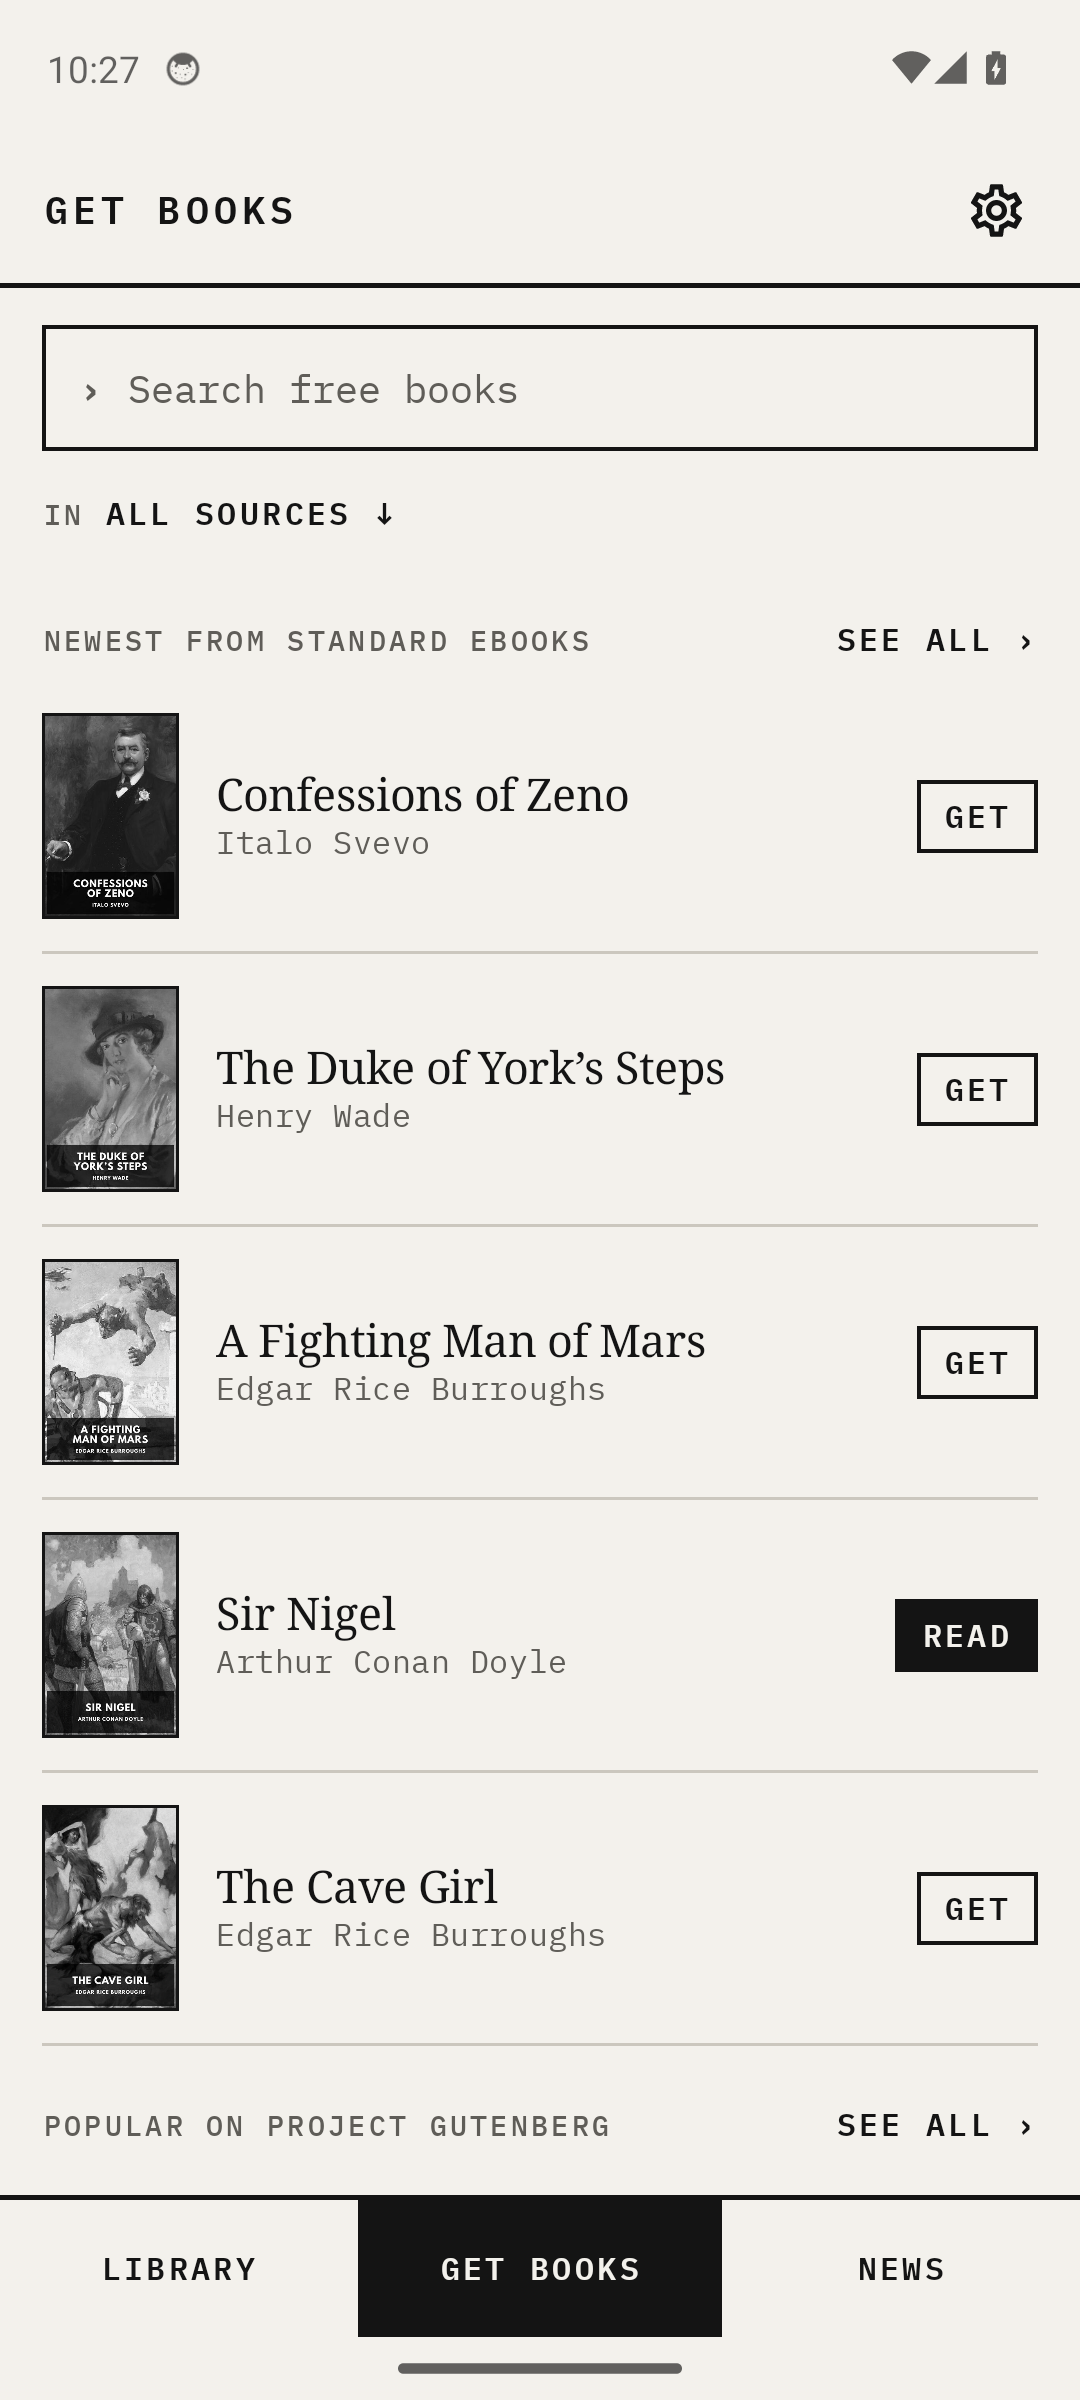 10:27
GET BOOKS
› Search free books
IN ALL SOURCES ↓
NEWEST FROM STANDARD EBOOKS SEE ALL ›
CONFESSIONS
OF ZENO
ITALO SVEVO
Confessions of Zeno
Italo Svevo
GET
THE DUKE OF
YORK'S STEPS
HENRY WADE
The Duke of York’s Steps
Henry Wade
GET
A FIGHTING
MAN OF MARS
EDGAR RICE BURROUGHS
A Fighting Man of Mars
Edgar Rice Burroughs
GET
SIR NIGEL
ARTHUR CONAN DOYLE
Sir Nigel
Arthur Conan Doyle
READ
THE CAVE GIRL
EDGAR RICE BURROUGHS
The Cave Girl
Edgar Rice Burroughs
GET
POPULAR ON PROJECT GUTENBERG SEE ALL ›
LIBRARY GET BOOKS NEWS